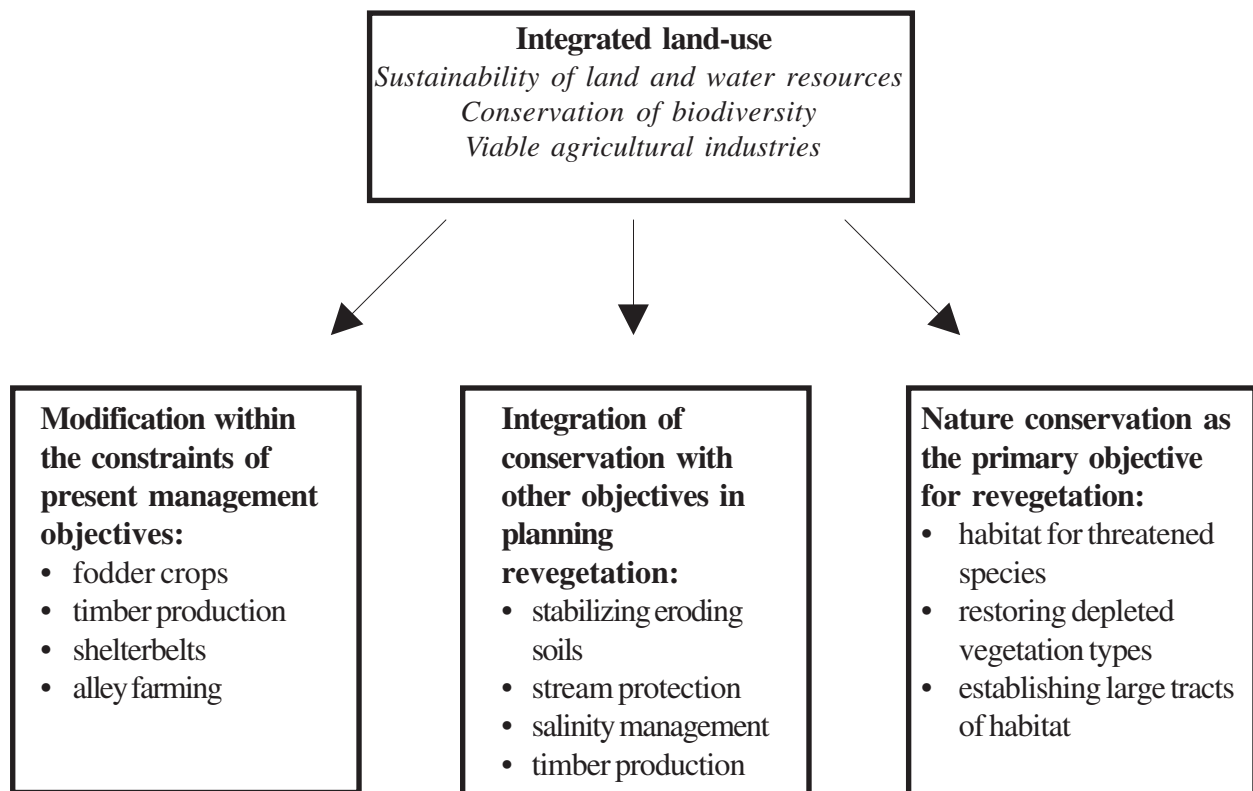 Integrated land-use
Sustainability of land and water resources
Conservation of biodiversity
Viable agricultural industries
Modification within
the constraints of
present management
objectives:
• fodder crops
• timber production
• shelterbelts
• alley farming
Integration of
conservation with
other objectives in
planning
revegetation:
• stabilizing eroding
soils
• stream protection
• salinity management
• timber production
Nature conservation as
the primary objective
for revegetation:
• habitat for threatened
species
• restoring depleted
vegetation types
• establishing large tracts
of habitat